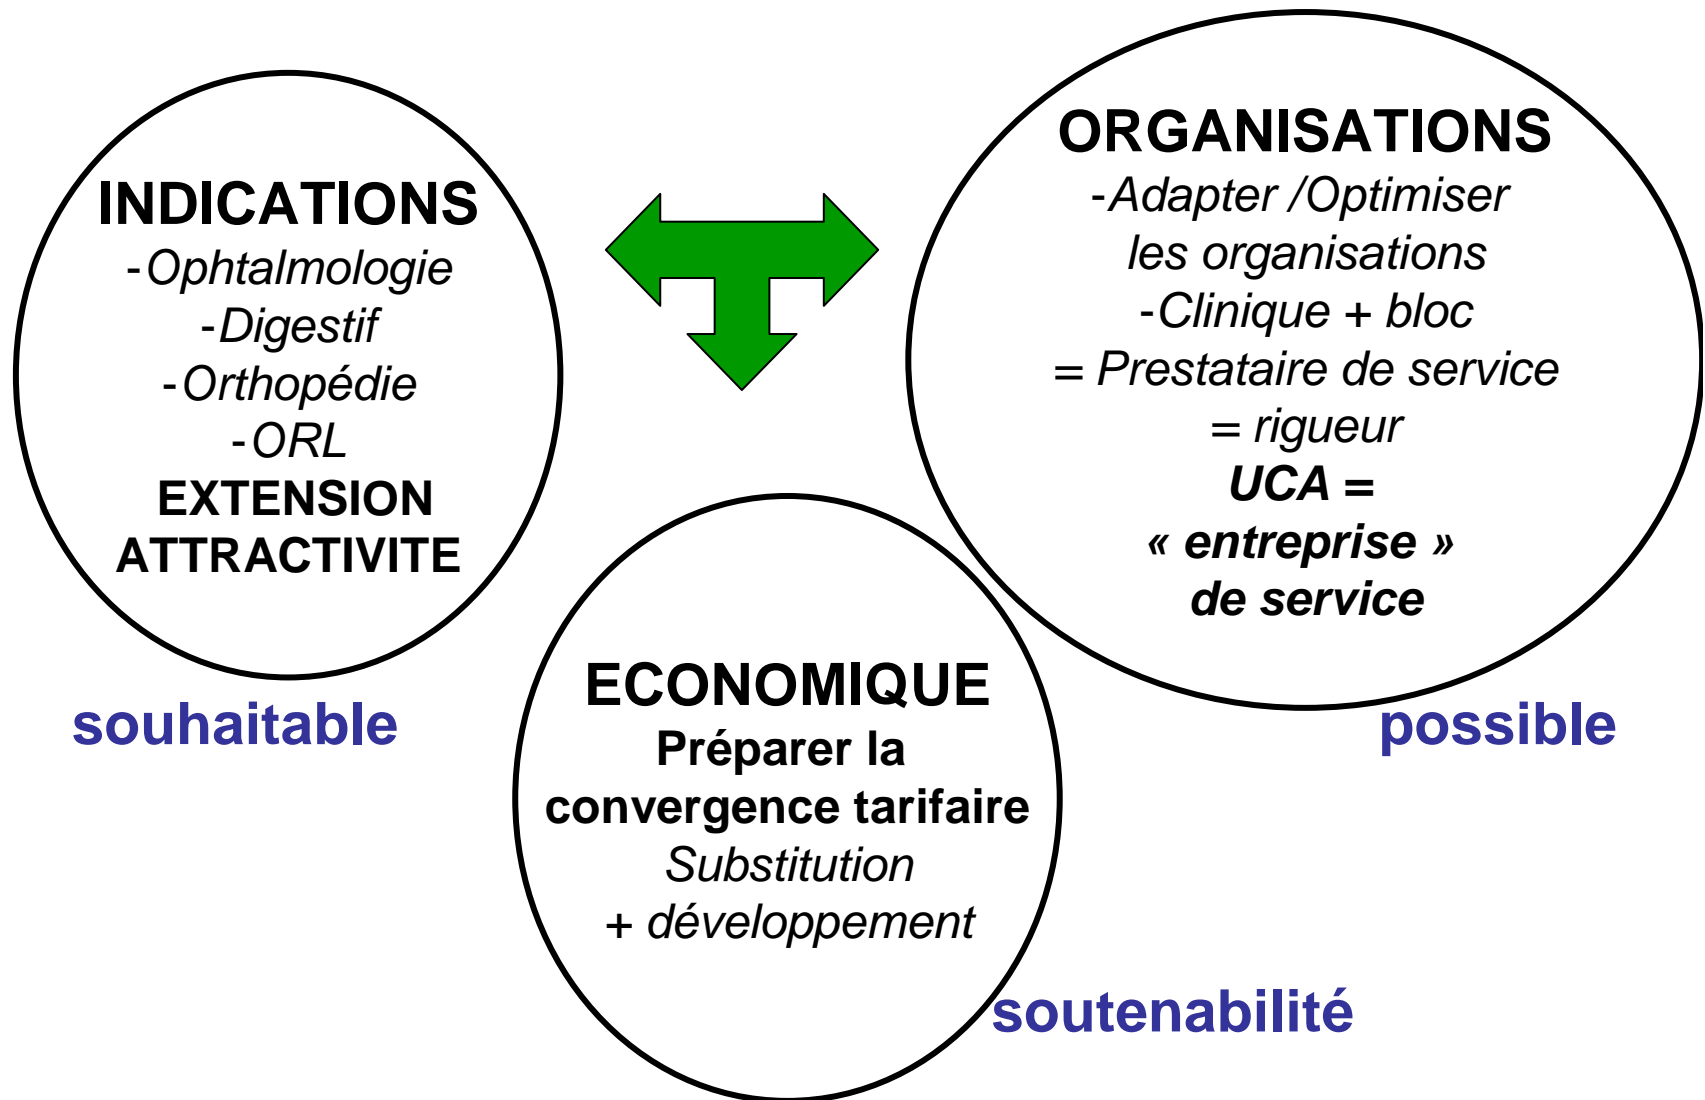 INDICATIONS
-Ophtalmologie
-Digestif
-Orthopédie
-ORL
EXTENSION
ATTRACTIVITE
souhaitable
ORGANISATIONS
-Adapter /Optimiser
les organisations
-Clinique + bloc
= Prestataire de service
= rigueur
UCA =
« entreprise »
de service
possible
ECONOMIQUE
Préparer la
convergence tarifaire
Substitution
+ développement
soutenabilité